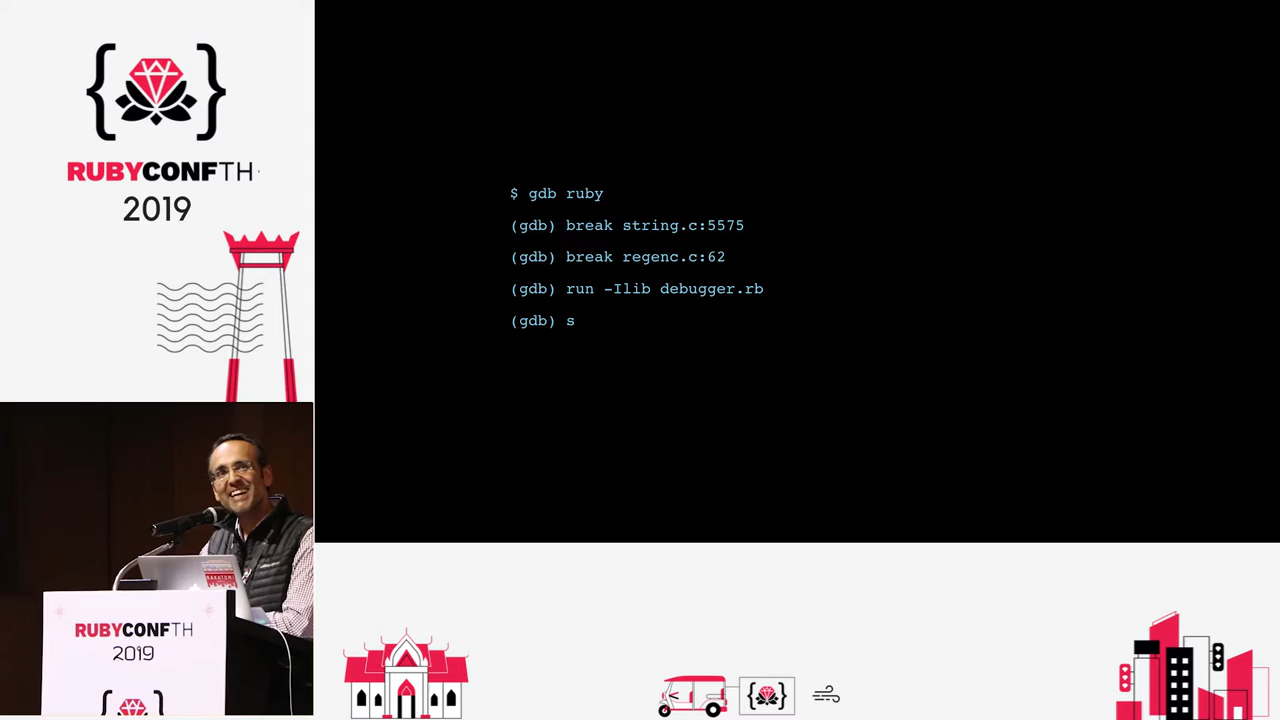 RUBYCONFTH
2019
$ gdb ruby
(gdb) break string.c:5575
(gdb) break regenc.c:62
(gdb) run -Ilib debugger.rb
(gdb) s
NAKATOMI
RUBYCONFTH
2019